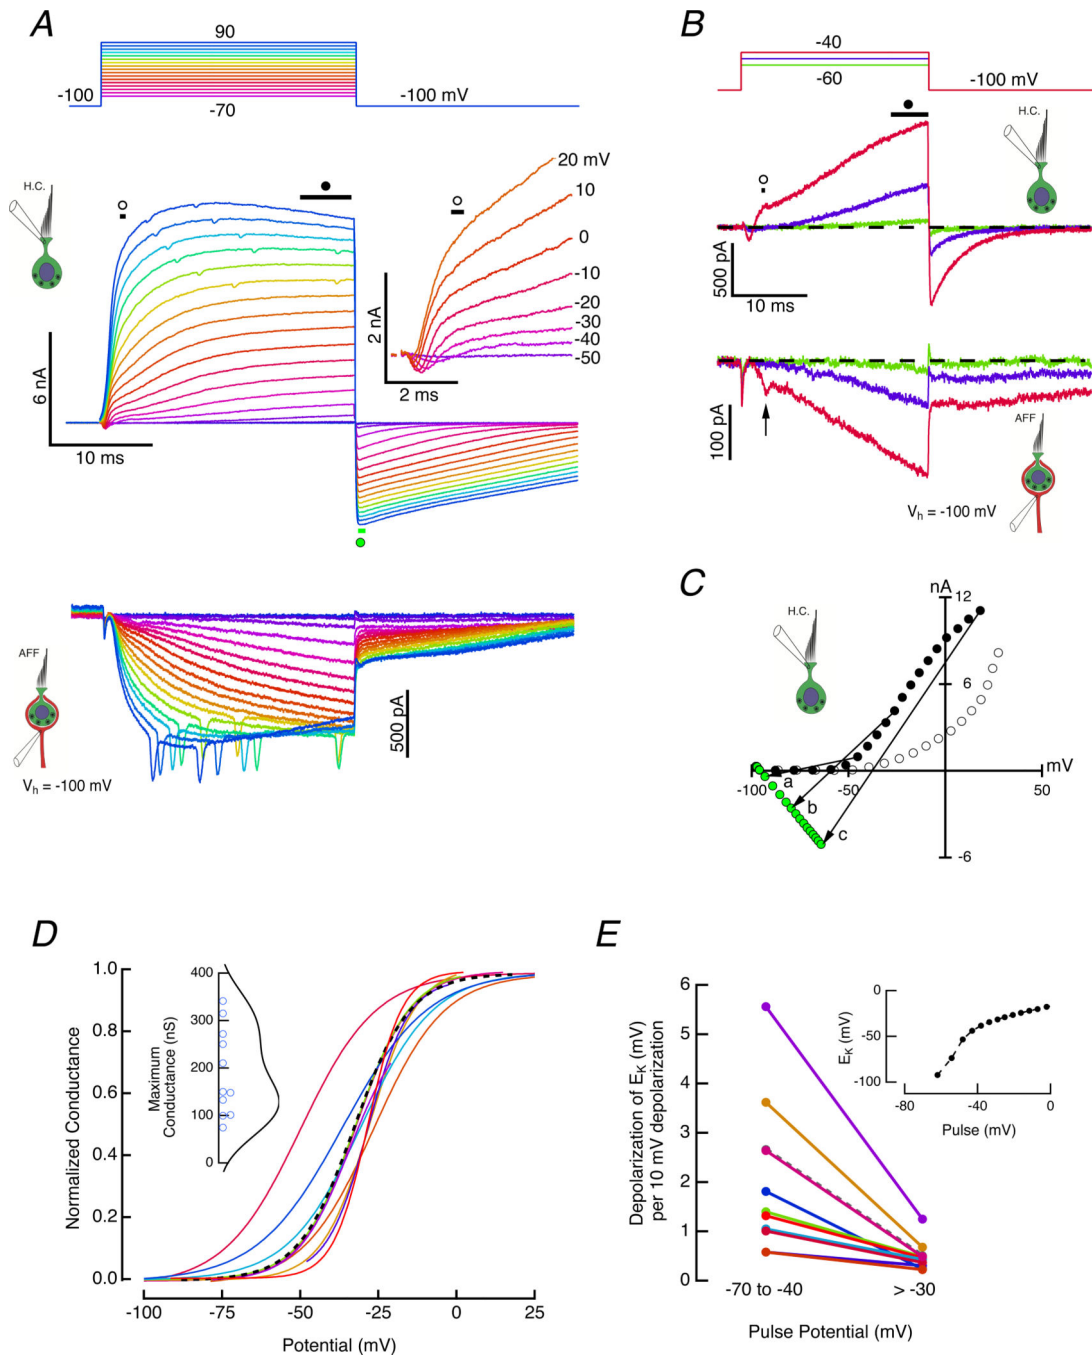 A
90
-100
-70
-100 mV
H.C.
20 mV
10
0
-10
-20
-30
-40
-50
2 nA
2 ms
6 nA
10 ms
AFF
500 pA
Vh = -100 mV
B
-40
-60
-100 mV
H.C.
500 pA
10 ms
100 pA
AFF
Vh = -100 mV
C
nA
12
H.C.
6
mV
-100
-50
50
a
b
c
-6
D
Normalized Conductance
1.0
0.8
0.6
0.4
0.2
0.0
Maximum
Conductance (nS)
400
300
200
100
0
-100
-75
-50
-25
0
25
Potential (mV)
E
Depolarization of EK (mV)
per 10 mV depolarization
6
5
4
3
2
1
0
EK (mV)
0
-50
-100
-80
-40
0
Pulse (mV)
-70 to -40
> -30
Pulse Potential (mV)